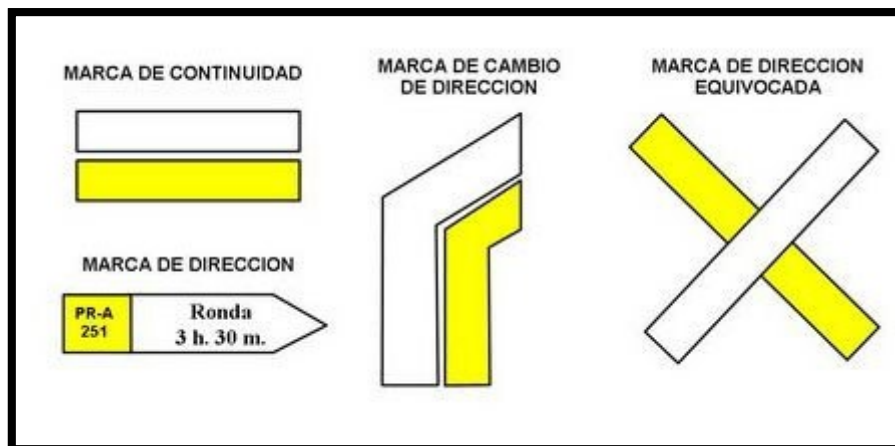 MARCA DE CONTINUIDAD
MARCA DE DIRECCION
PR-A
251
Ronda
3 h. 30 m.
MARCA DE CAMBIO
DE DIRECCION
MARCA DE DIRECCION
EQUIVOCADA